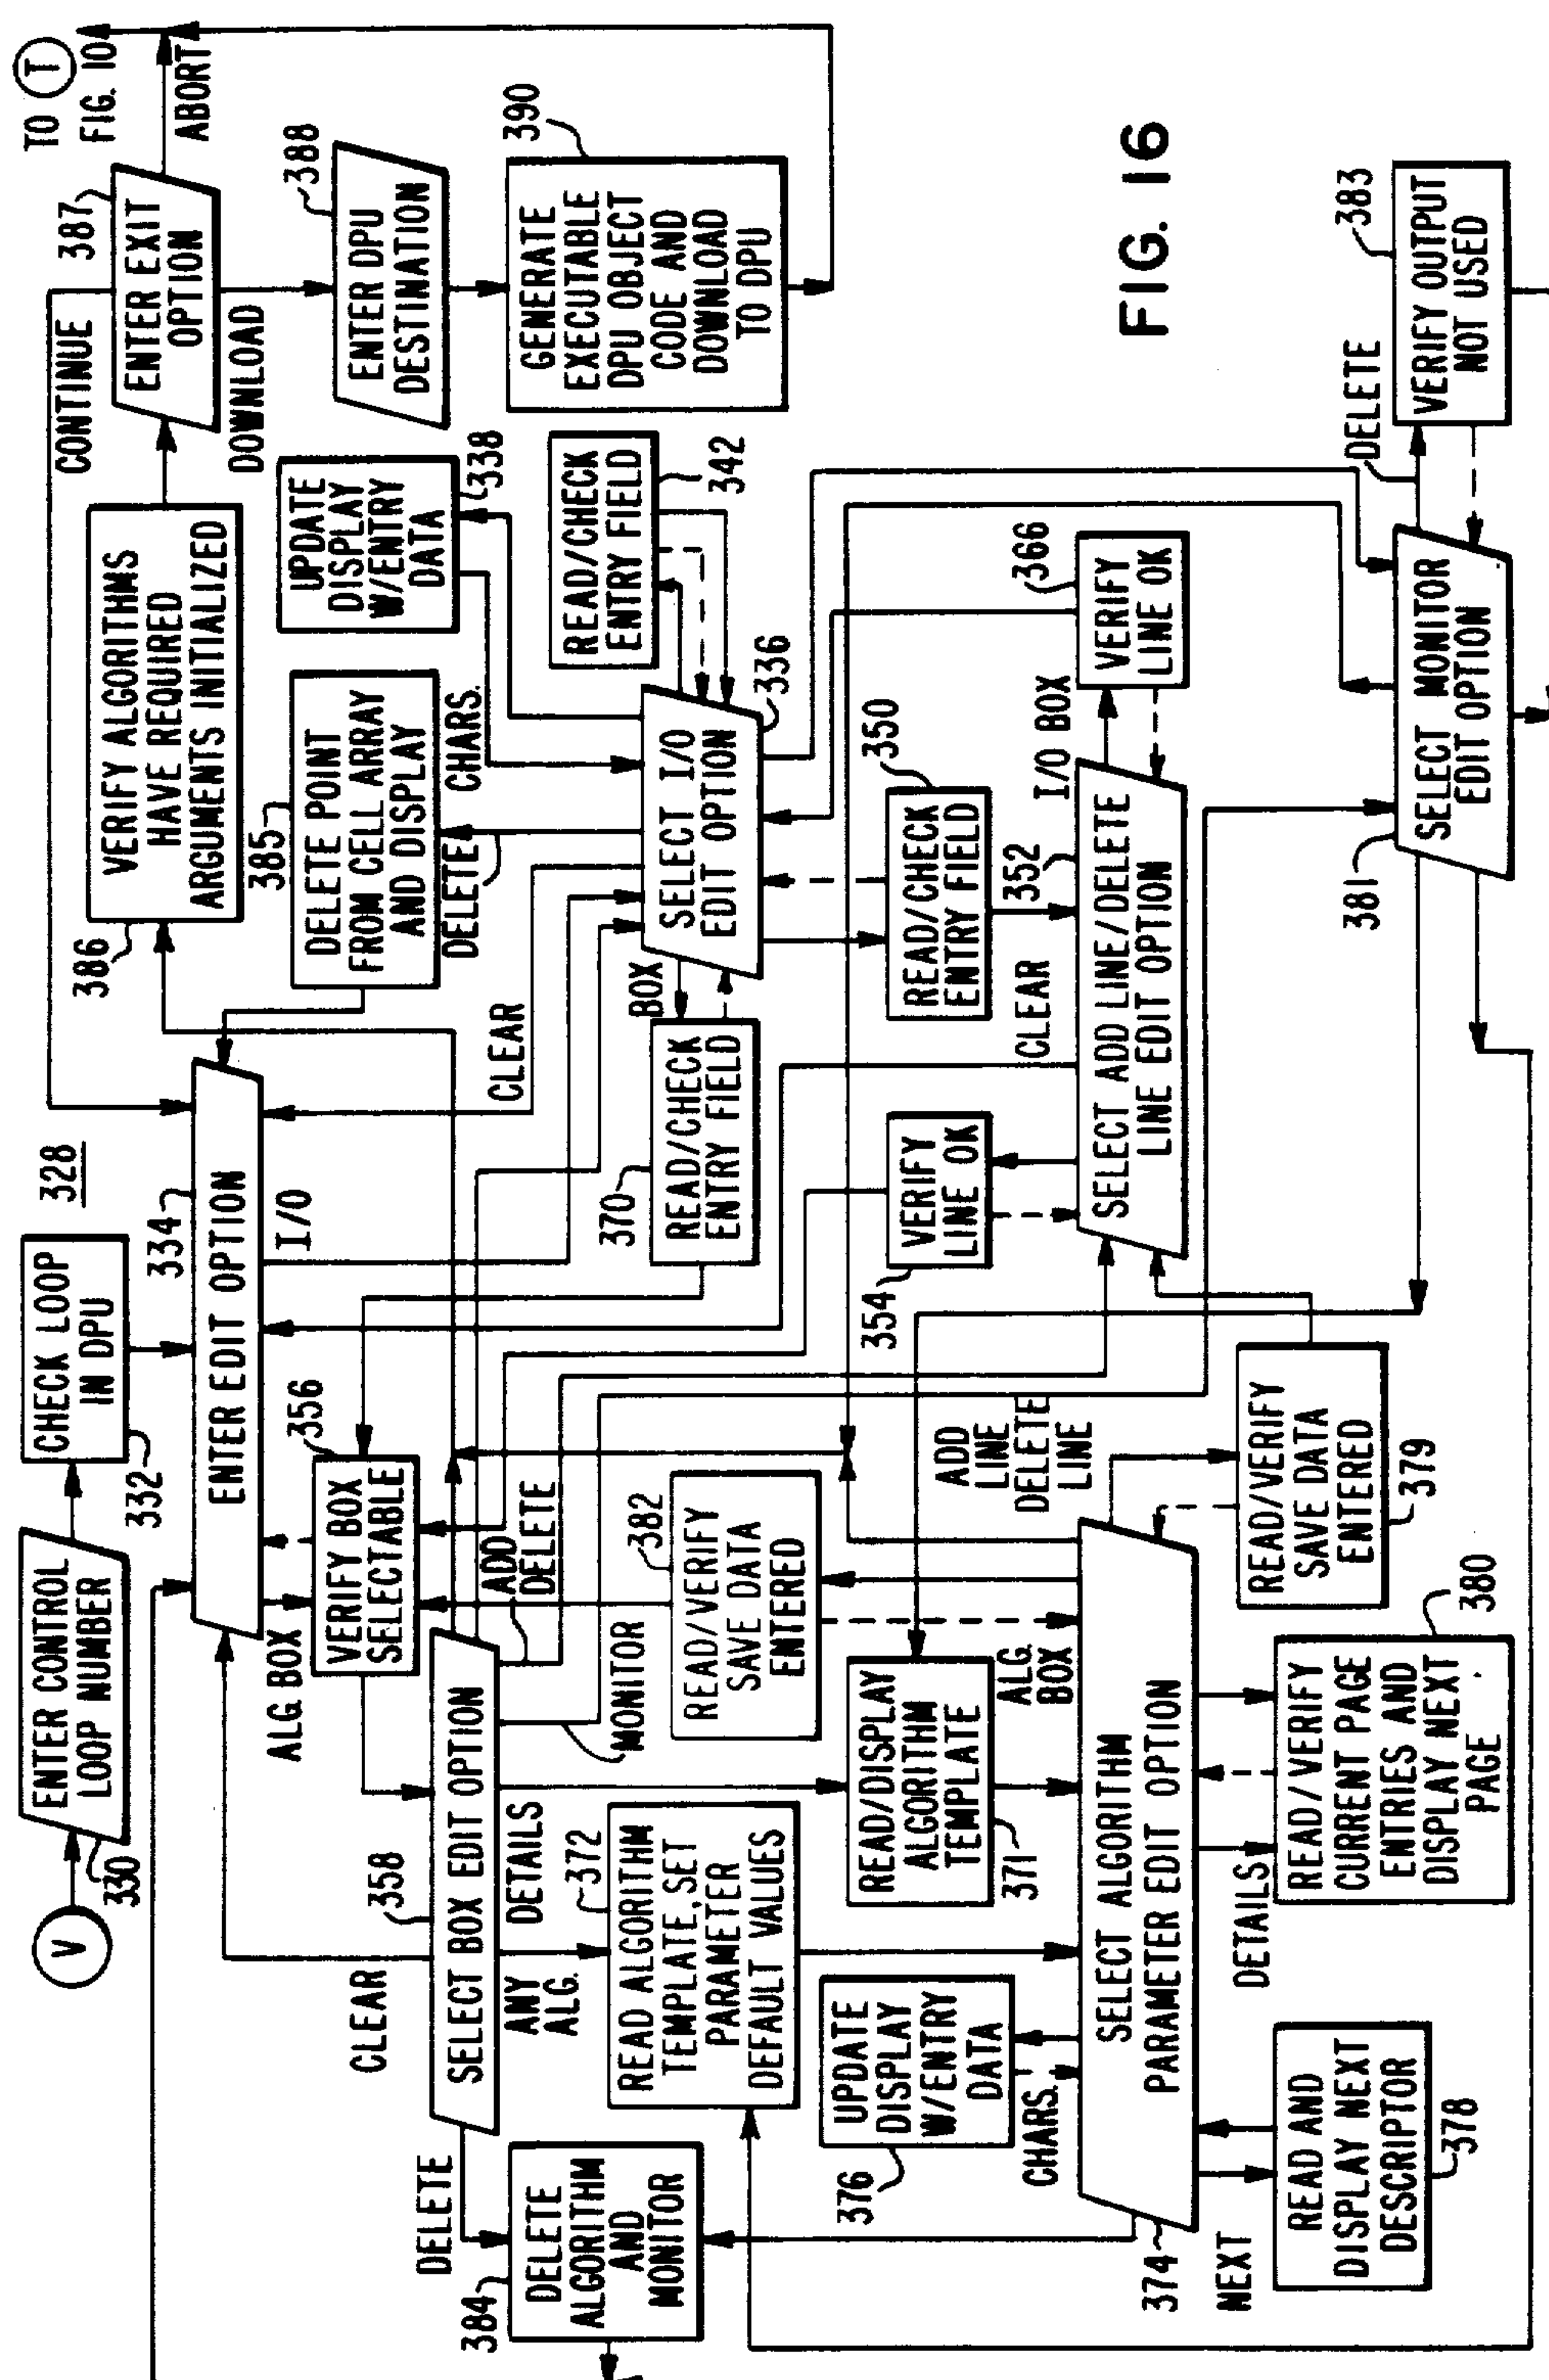 V
330
ENTER CONTROL
LOOP NUMBER
332
CHECK LOOP
IN DPU
328
334
ENTER EDIT OPTION
I/O
CONTINUE
387
ENTER EXIT
OPTION
TO T
FIG. 10
ABORT
DOWNLOAD
388
ENTER DPU
DESTINATION
390
GENERATE
EXECUTABLE
DPU OBJECT
CODE AND
DOWNLOAD
TO DPU
386
VERIFY ALGORITHMS
HAVE REQUIRED
ARGUMENTS INITIALIZED
385
DELETE POINT
FROM CELL ARRAY
AND DISPLAY
DELETE
CHARS.
UPDATE
DISPLAY
W/ENTRY
DATA
338
READ/CHECK
ENTRY FIELD
342
CLEAR
BOX
SELECT I/O
EDIT OPTION
336
370
READ/CHECK
ENTRY FIELD
ALG BOX
356
VERIFY BOX
SELECTABLE
CLEAR
358
SELECT BOX EDIT OPTION
ADD
DELETE
MONITOR
DETAILS
ANY
ALG.
DELETE
384
DELETE
ALGORITHM
AND
MONITOR
372
READ ALGORITHM
TEMPLATE, SET
PARAMETER
DEFAULT VALUES
382
READ/VERIFY
SAVE DATA
ENTERED
READ/DISPLAY
ALGORITHM
TEMPLATE
371
ALG.
BOX
376
UPDATE
DISPLAY
W/ENTRY
DATA
CHARS.
374
SELECT ALGORITHM
PARAMETER EDIT OPTION
NEXT
READ AND
DISPLAY NEXT
DESCRIPTOR
378
DETAILS
READ/VERIFY
CURRENT PAGE
ENTRIES AND
DISPLAY NEXT
PAGE
380
ADD
LINE
DELETE
LINE
READ/VERIFY
SAVE DATA
ENTERED
379
354
VERIFY
LINE OK
CLEAR
350
READ/CHECK
ENTRY FIELD
352
SELECT ADD LINE/DELETE
LINE EDIT OPTION
I/O BOX
366
VERIFY
LINE OK
381
SELECT MONITOR
EDIT OPTION
DELETE
383
VERIFY OUTPUT
NOT USED
FIG. 16